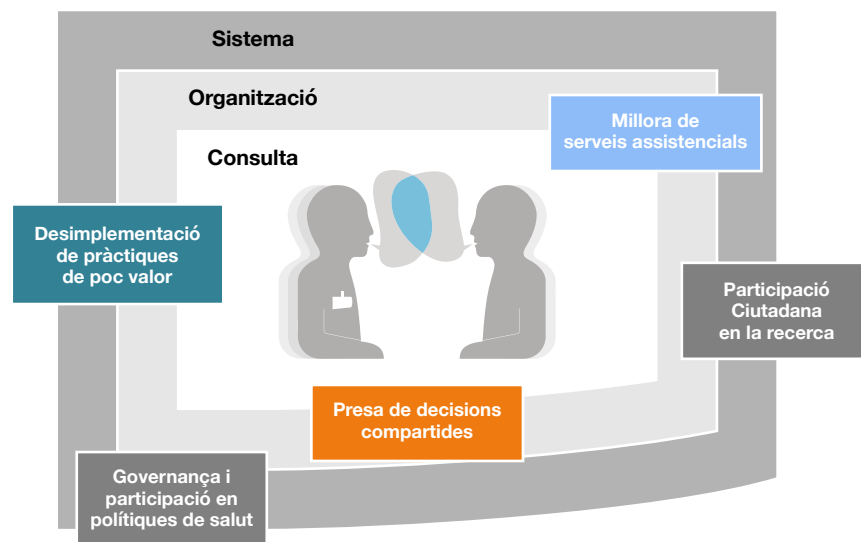 Sistema
Organització
Millora de
serveis assistencials
Consulta
Desimplementació
de pràctiques
de poc valor
Participació
Ciutadana
en la recerca
Presa de decisions
compartides
Governança i
participació en
polítiques de salut